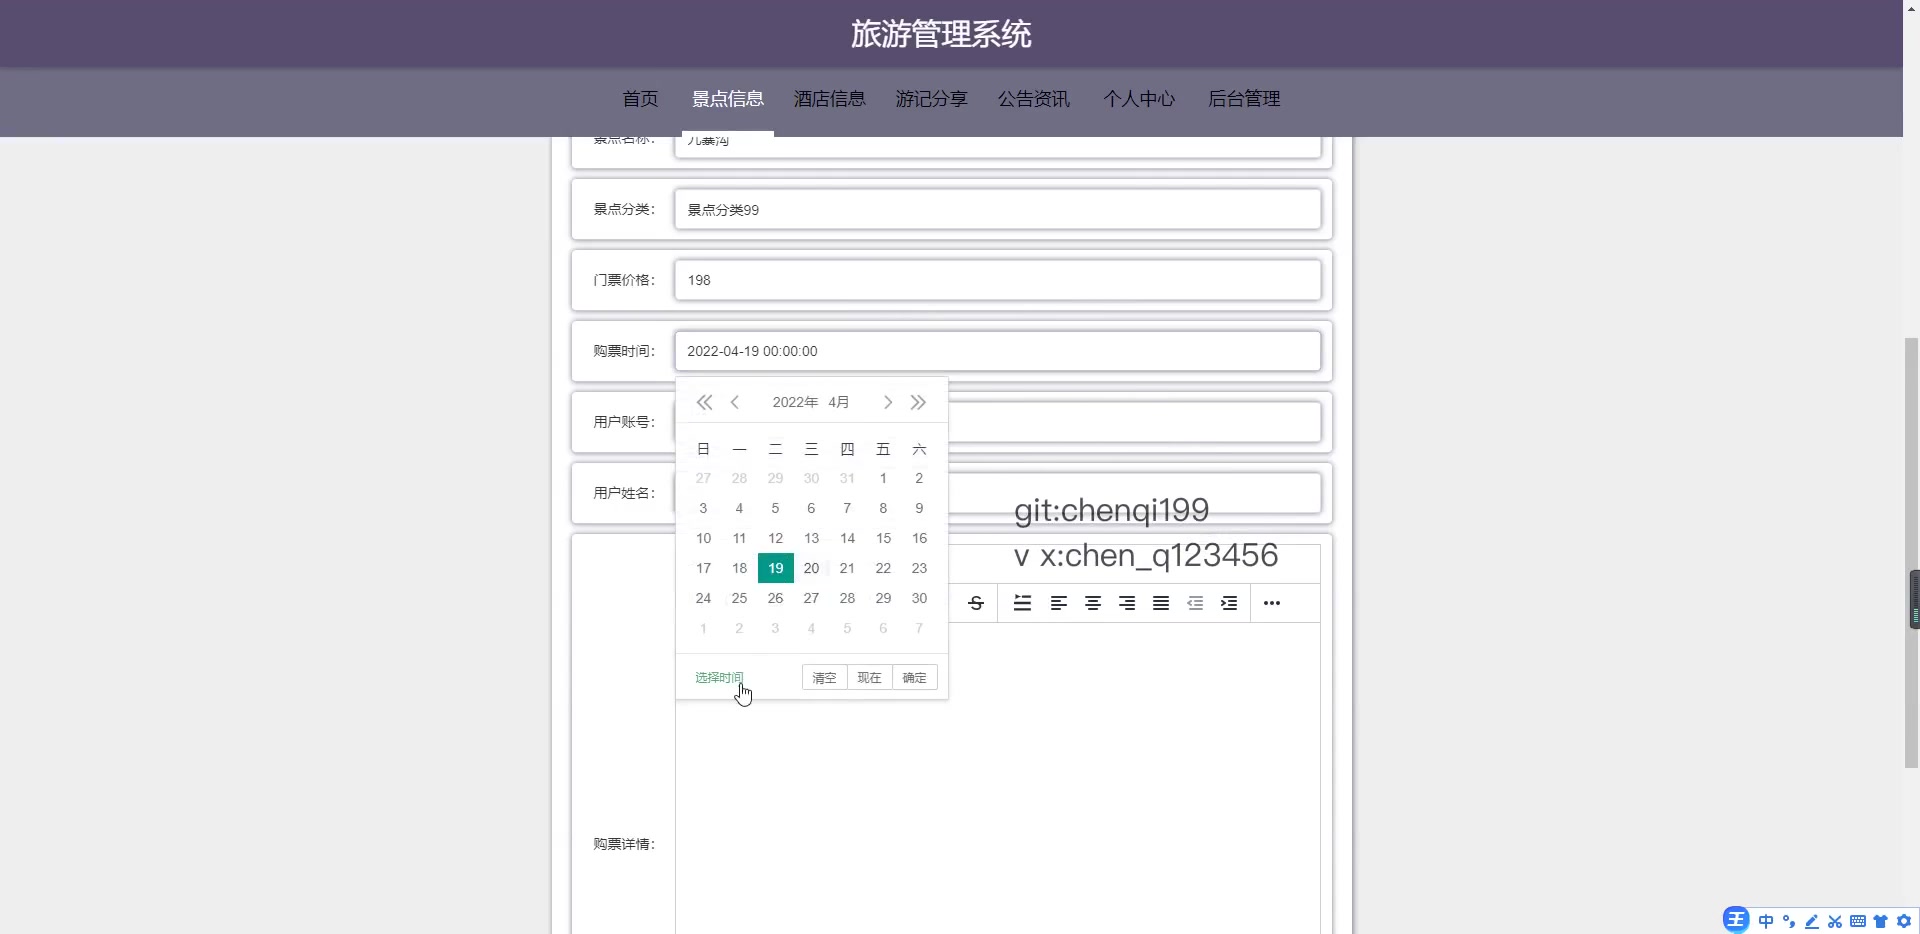 旅游管理系统
首页 景点信息 酒店信息 游记分享 公告资讯 个人中心 后台管理
景点名称： 九寨沟
景点分类： 景点分类99
门票价格： 198
购票时间： 2022-04-19 00:00:00
用户账号：
2022年 4月
日 一 二 三 四 五 六
27 28 29 30 31 1 2
3 4 5 6 7 8 9
10 11 12 13 14 15 16
17 18 19 20 21 22 23
24 25 26 27 28 29 30
1 2 3 4 5 6 7
选择时间 清空 现在 确定
用户姓名：
git:chenqi199
v x:chen_q123456
购票详情：
王 中